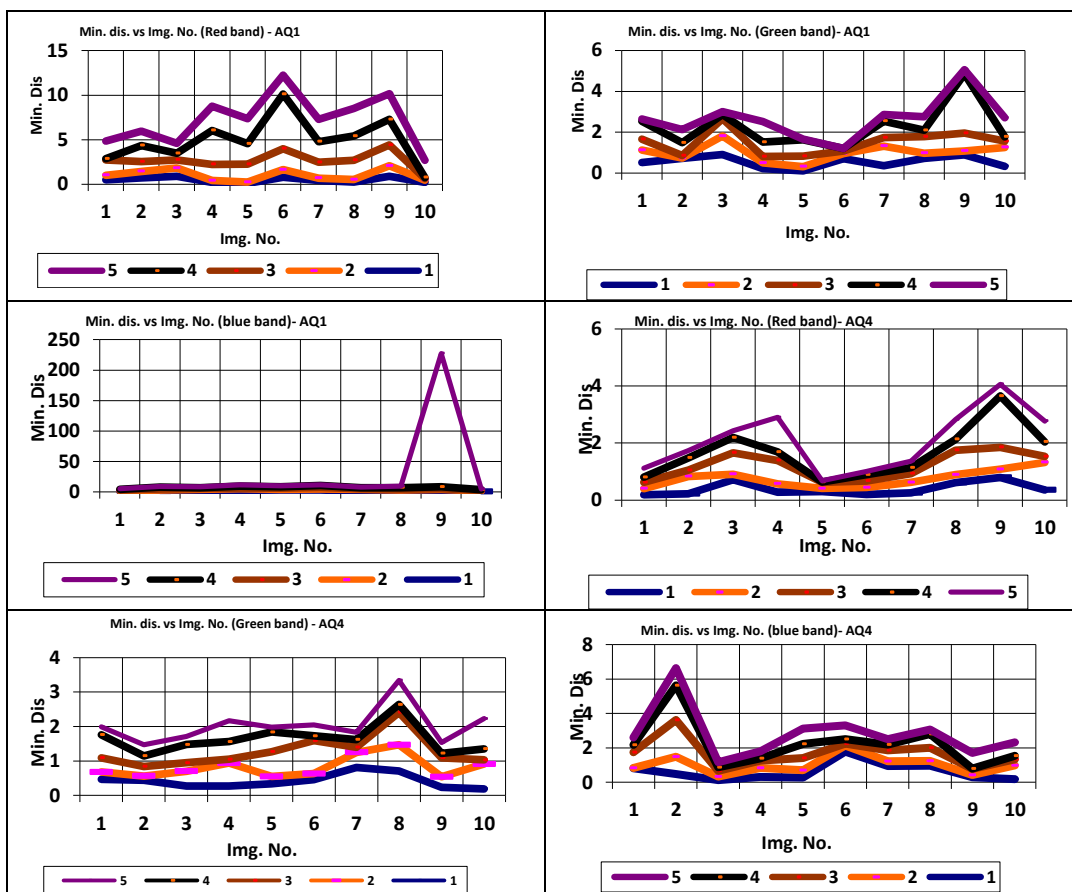 Min. dis. vs Img. No. (Red band) - AQ1
Min. Dis
15
10
5
0
1 2 3 4 5 6 7 8 9 10
Img. No.
5 4 3 2 1
Min. dis. vs Img. No. (Green band)- AQ1
Min. Dis
6
4
2
0
1 2 3 4 5 6 7 8 9 10
Img. No.
1 2 3 4 5
Min. dis. vs Img. No. (blue band)- AQ1
Min. Dis
250
200
150
100
50
0
1 2 3 4 5 6 7 8 9 10
Img. No.
5 4 3 2 1
Min. dis. vs Img. No. (Red band)- AQ4
Min. Dis
6
4
2
0
1 2 3 4 5 6 7 8 9 10
Img. No.
1 2 3 4 5
Min. dis. vs Img. No. (Green band) - AQ4
Min. Dis
4
3
2
1
0
1 2 3 4 5 6 7 8 9 10
Img. No.
5 4 3 2 1
Min. dis. vs Img. No. (blue band)- AQ4
Min. Dis
8
6
4
2
0
1 2 3 4 5 6 7 8 9 10
Img. No.
5 4 3 2 1